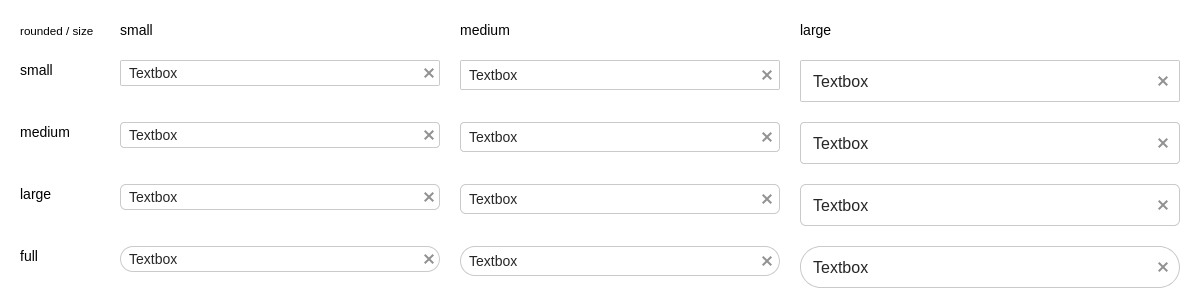 rounded / size small medium large
small Textbox Textbox Textbox
medium Textbox Textbox Textbox
large Textbox Textbox Textbox
full Textbox Textbox Textbox